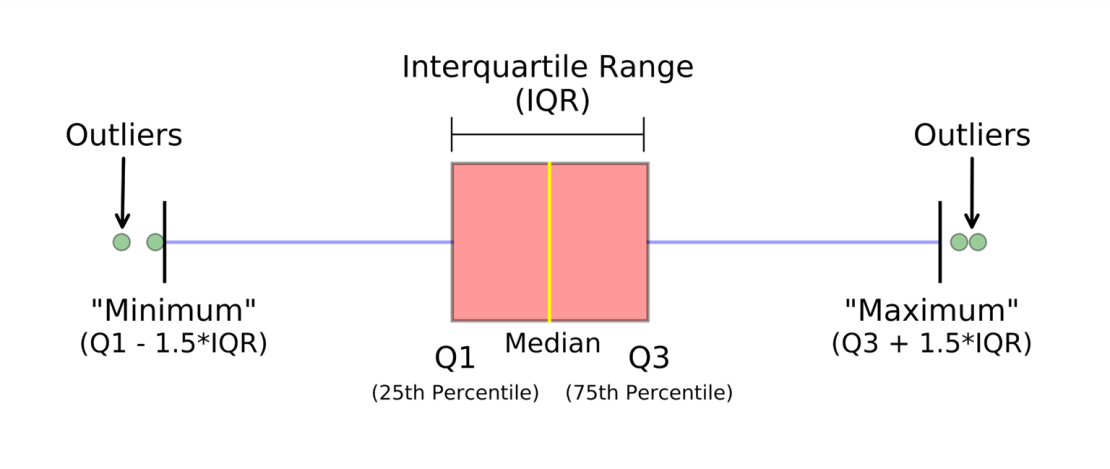 Interquartile Range
(IQR)
Outliers
Outliers
"Minimum"
(Q1 - 1.5*IQR)
"Maximum"
(Q3 + 1.5*IQR)
Q1
Median
Q3
(25th Percentile)
(75th Percentile)